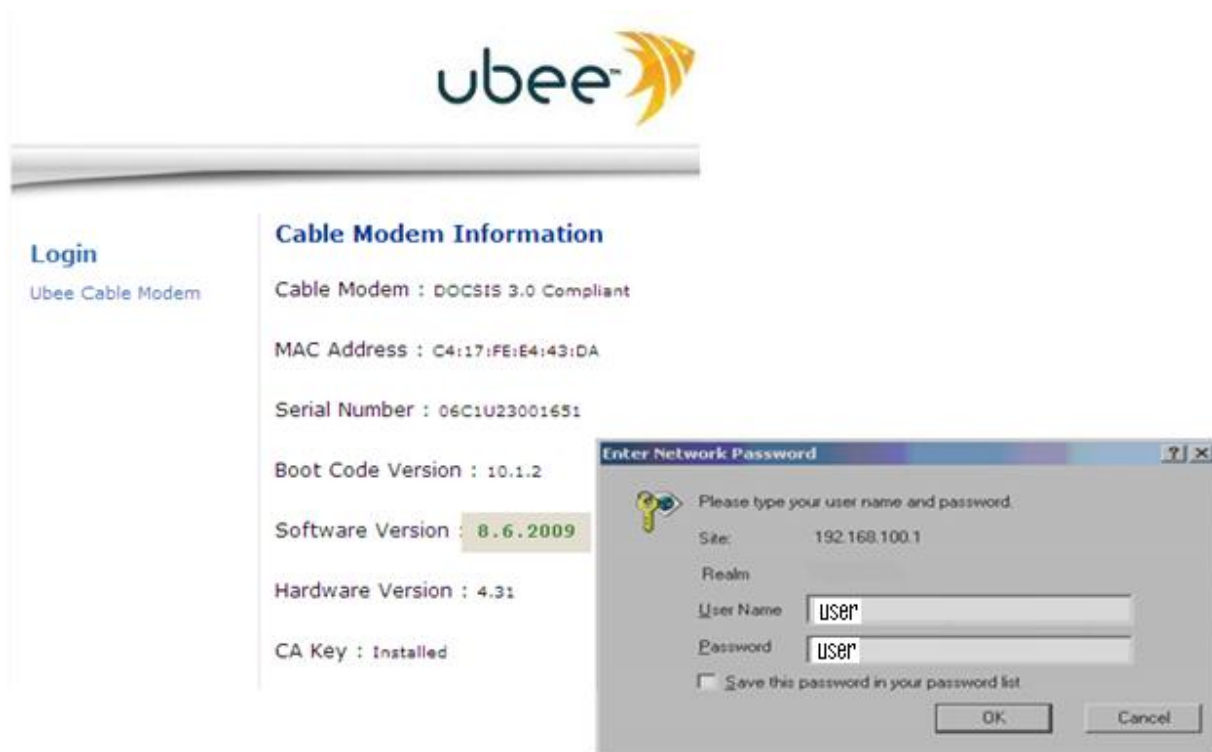 ubee™
Login
Ubee Cable Modem
Cable Modem Information
Cable Modem : DOCSIS 3.0 Compliant
MAC Address : C4:17:FE:E4:43:DA
Serial Number : 06C1U23001651
Boot Code Version : 10.1.2
Software Version : 8.6.2009
Hardware Version : 4.31
CA Key : Installed
Enter Network Password
Please type your user name and password.
Site: 192.168.100.1
Realm
User Name user
Password user
Save this password in your password list
OK Cancel